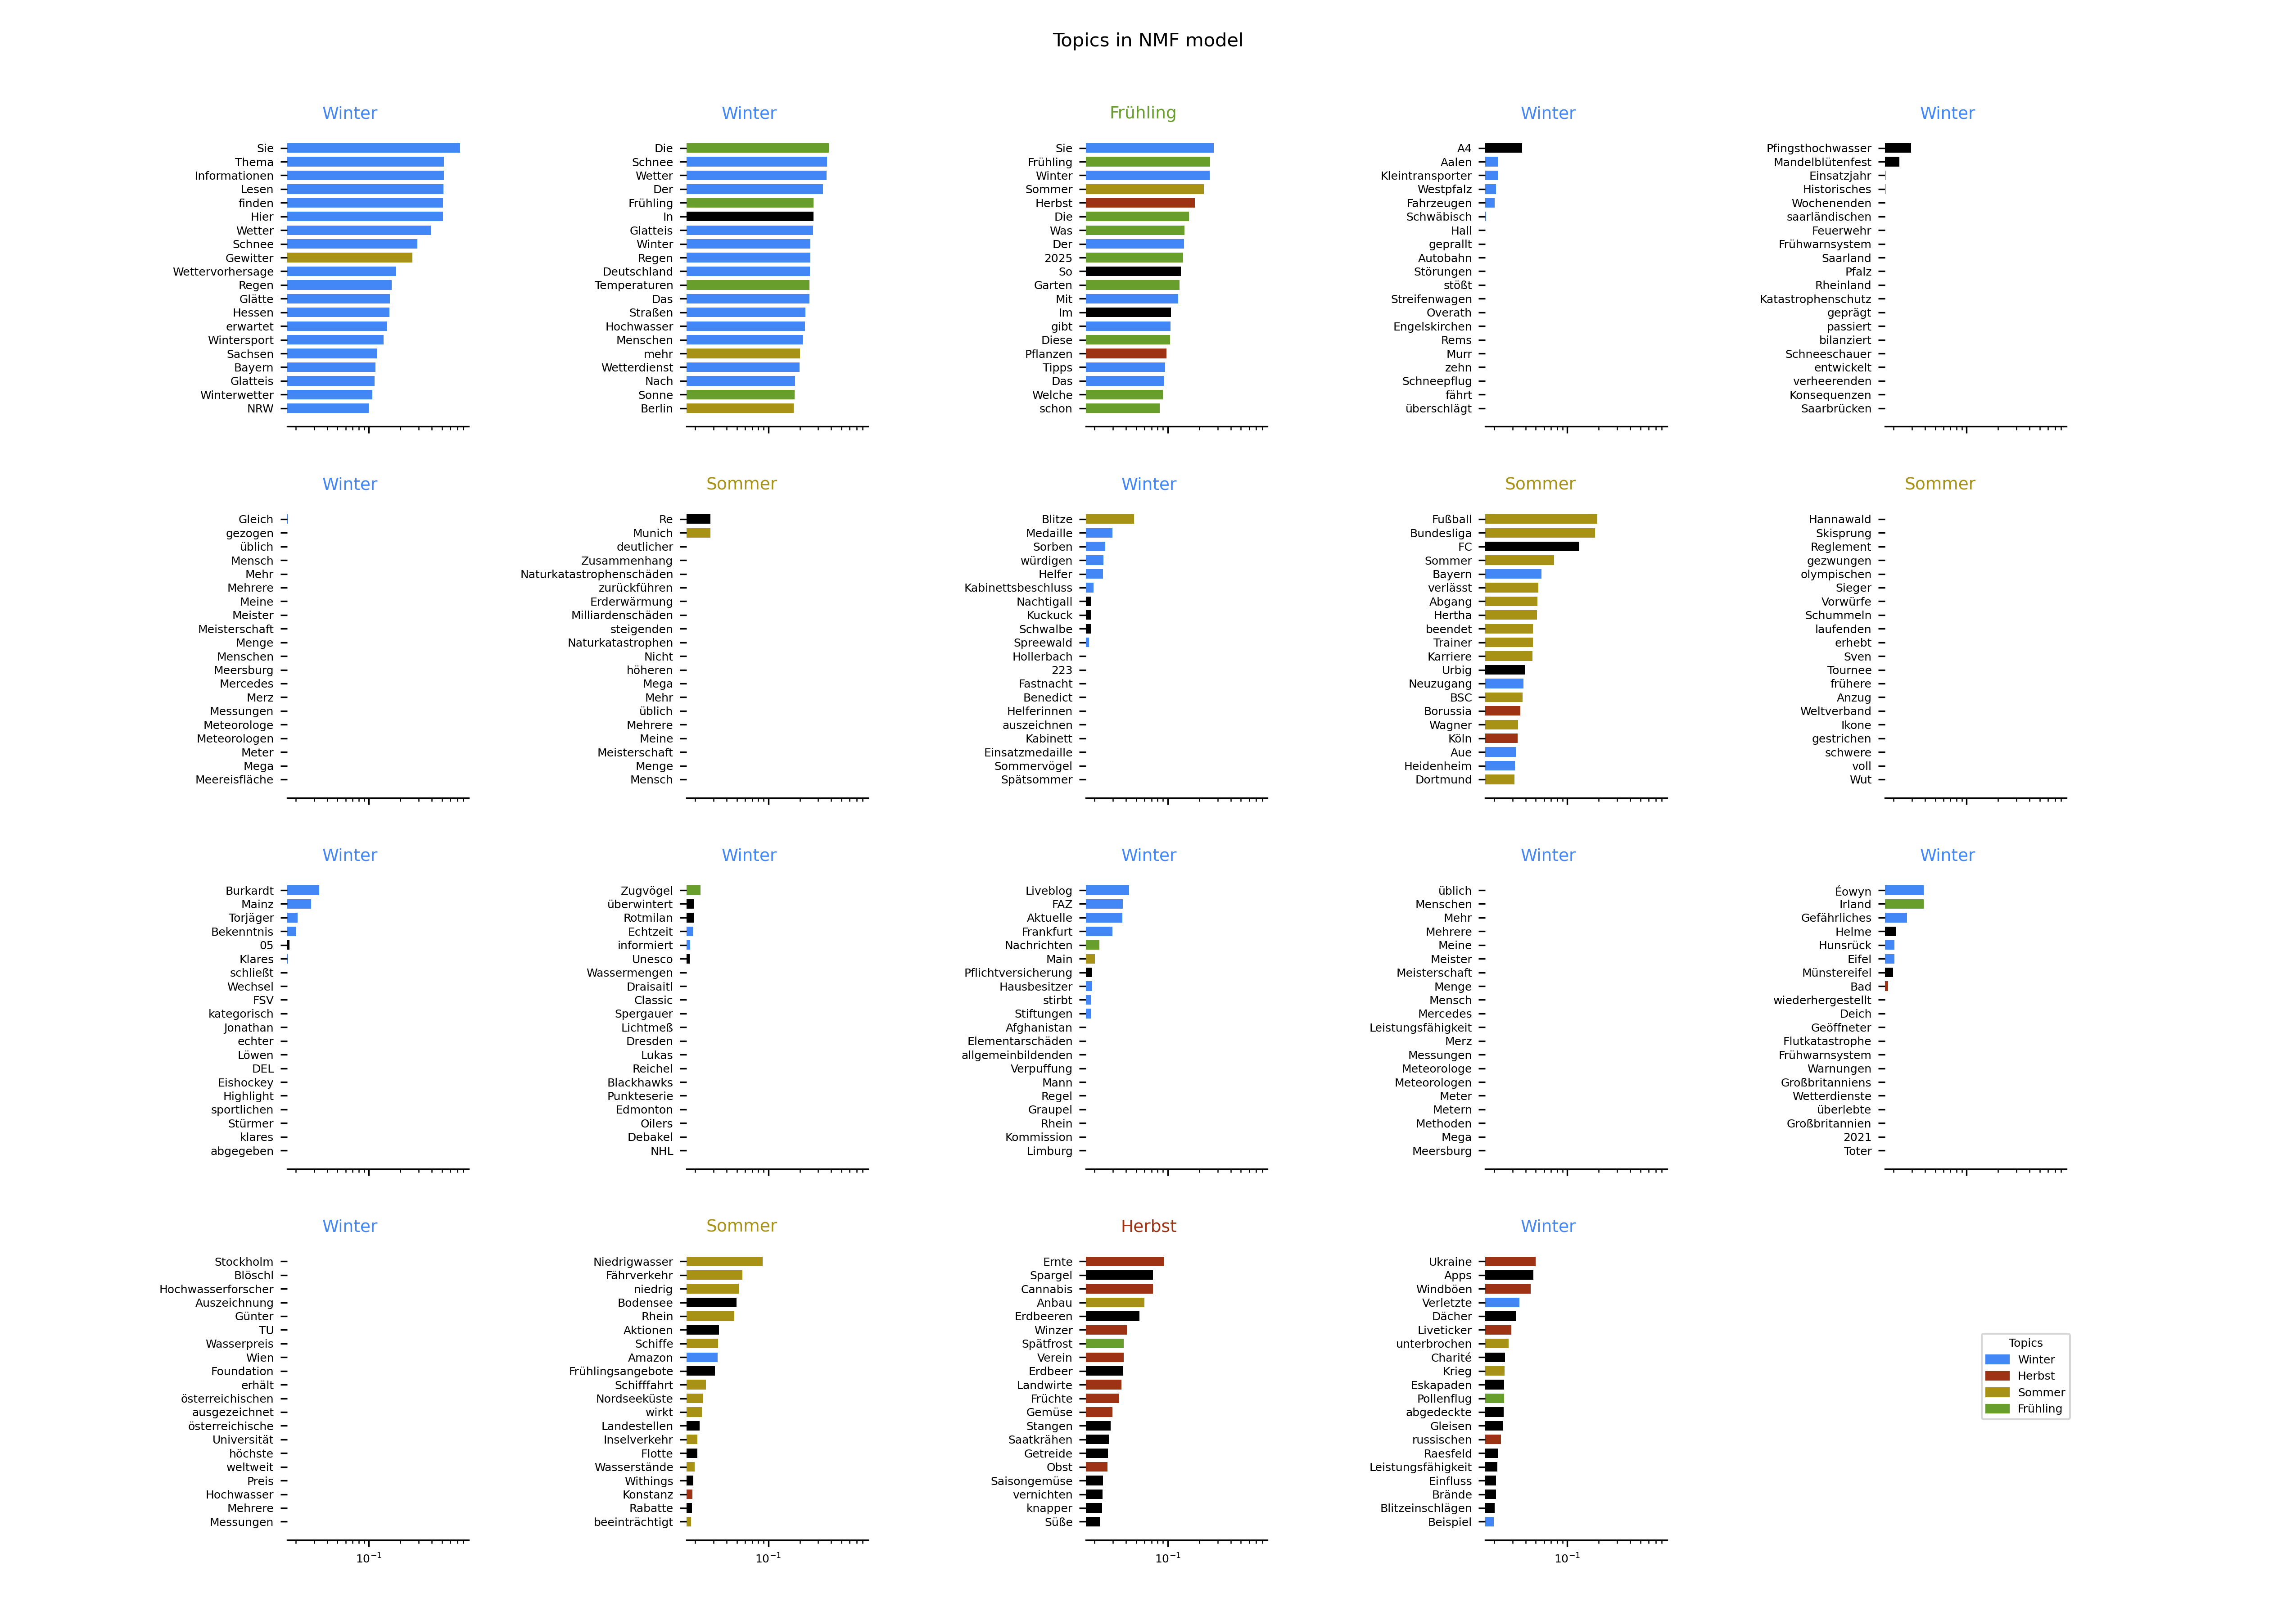 Topics in NMF model
Winter
Sie
Thema
Informationen
Lesen
finden
Hier
Wetter
Schnee
Gewitter
Wettervorhersage
Regen
Glätte
Hessen
erwartet
Wintersport
Sachsen
Bayern
Glatteis
Winterwetter
NRW
Winter
Die
Schnee
Wetter
Der
Frühling
In
Glatteis
Winter
Regen
Deutschland
Temperaturen
Das
Straßen
Hochwasser
Menschen
mehr
Wetterdienst
Nach
Sonne
Berlin
Frühling
Sie
Frühling
Winter
Sommer
Herbst
Die
Was
Der
2025
So
Garten
Mit
Im
gibt
Diese
Pflanzen
Tipps
Das
Welche
schon
Winter
A4
Aalen
Kleintransporter
Westpfalz
Fahrzeugen
Schwäbisch
Hall
geprallt
Autobahn
Störungen
stößt
Streifenwagen
Overath
Engelskirchen
Rems
Murr
zehn
Schneepflug
fährt
überschlägt
Winter
Pfingsthochwasser
Mandelblütenfest
Einsatzjahr
Historisches
Wochenenden
saarländischen
Feuerwehr
Frühwarnsystem
Saarland
Pfalz
Rheinland
Katastrophenschutz
geprägt
passiert
bilanziert
Schneeschauer
entwickelt
verheerenden
Konsequenzen
Saarbrücken
Winter
Gleich
gezogen
üblich
Mensch
Mehr
Mehrere
Meine
Meister
Meisterschaft
Menge
Menschen
Meersburg
Mercedes
Merz
Messungen
Meteorologe
Meteorologen
Meter
Mega
Meereisfläche
Sommer
Re
Munich
deutlicher
Zusammenhang
Naturkatastrophenschäden
zurückführen
Erderwärmung
Milliardenschäden
steigenden
Naturkatastrophen
Nicht
höheren
Mega
Mehr
üblich
Mehrere
Meine
Meisterschaft
Menge
Mensch
Winter
Blitze
Medaille
Sorben
würdigen
Helfer
Kabinettsbeschluss
Nachtigall
Kuckuck
Schwalbe
Spreewald
Hollerbach
223
Fastnacht
Benedict
Helferinnen
auszeichnen
Kabinett
Einsatzmedaille
Sommervögel
Spätsommer
Sommer
Fußball
Bundesliga
FC
Sommer
Bayern
verlässt
Abgang
Hertha
beendet
Trainer
Karriere
Urbig
Neuzugang
BSC
Borussia
Wagner
Köln
Aue
Heidenheim
Dortmund
Sommer
Hannawald
Skisprung
Reglement
gezwungen
olympischen
Sieger
Vorwürfe
Schummeln
laufenden
erhebt
Sven
Tournee
frühere
Anzug
Weltverband
Ikone
gestrichen
schwere
voll
Wut
Winter
Burkardt
Mainz
Torjäger
Bekenntnis
05
Klares
schließt
Wechsel
FSV
kategorisch
Jonathan
echter
Löwen
DEL
Eishockey
Highlight
sportlichen
Stürmer
klares
abgegeben
Winter
Zugvögel
überwintert
Rotmilan
Echtzeit
informiert
Unesco
Wassermengen
Draisaitl
Classic
Spergauer
Lichtmeß
Dresden
Lukas
Reichel
Blackhawks
Punkteserie
Edmonton
Oilers
Debakel
NHL
Winter
Liveblog
FAZ
Aktuelle
Frankfurt
Nachrichten
Main
Pflichtversicherung
Hausbesitzer
stirbt
Stiftungen
Afghanistan
Elementarschäden
allgemeinbildenden
Verpuffung
Mann
Regel
Graupel
Rhein
Kommission
Limburg
Winter
üblich
Menschen
Mehr
Mehrere
Meine
Meister
Meisterschaft
Menge
Mensch
Mercedes
Leistungsfähigkeit
Merz
Messungen
Meteorologe
Meteorologen
Meter
Metern
Methoden
Mega
Meersburg
Winter
Éowyn
Irland
Gefährliches
Helme
Hunsrück
Eifel
Münstereifel
Bad
wiederhergestellt
Deich
Geöffneter
Flutkatastrophe
Frühwarnsystem
Warnungen
Großbritanniens
Wetterdienste
überlebte
Großbritannien
2021
Toter
Winter
Stockholm
Blöschl
Hochwasserforscher
Auszeichnung
Günter
TU
Wasserpreis
Wien
Foundation
erhält
österreichischen
ausgezeichnet
österreichische
Universität
höchste
weltweit
Preis
Hochwasser
Mehrere
Messungen
10⁻¹
Sommer
Niedrigwasser
Fährverkehr
niedrig
Bodensee
Rhein
Aktionen
Schiffe
Amazon
Frühlingsangebote
Schifffahrt
Nordseeküste
wirkt
Landestellen
Inselverkehr
Flotte
Wasserstände
Withings
Konstanz
Rabatte
beeinträchtigt
10⁻¹
Herbst
Ernte
Spargel
Cannabis
Anbau
Erdbeeren
Winzer
Spätfrost
Verein
Erdbeer
Landwirte
Früchte
Gemüse
Stangen
Saatkrähen
Getreide
Obst
Saisongemüse
vernichten
knapper
Süße
10⁻¹
Winter
Ukraine
Apps
Windböen
Verletzte
Dächer
Liveticker
unterbrochen
Charité
Krieg
Eskapaden
Pollenflug
abgedeckte
Gleisen
russischen
Raesfeld
Leistungsfähigkeit
Einfluss
Brände
Blitzeinschlägen
Beispiel
10⁻¹
Topics
Winter
Herbst
Sommer
Frühling